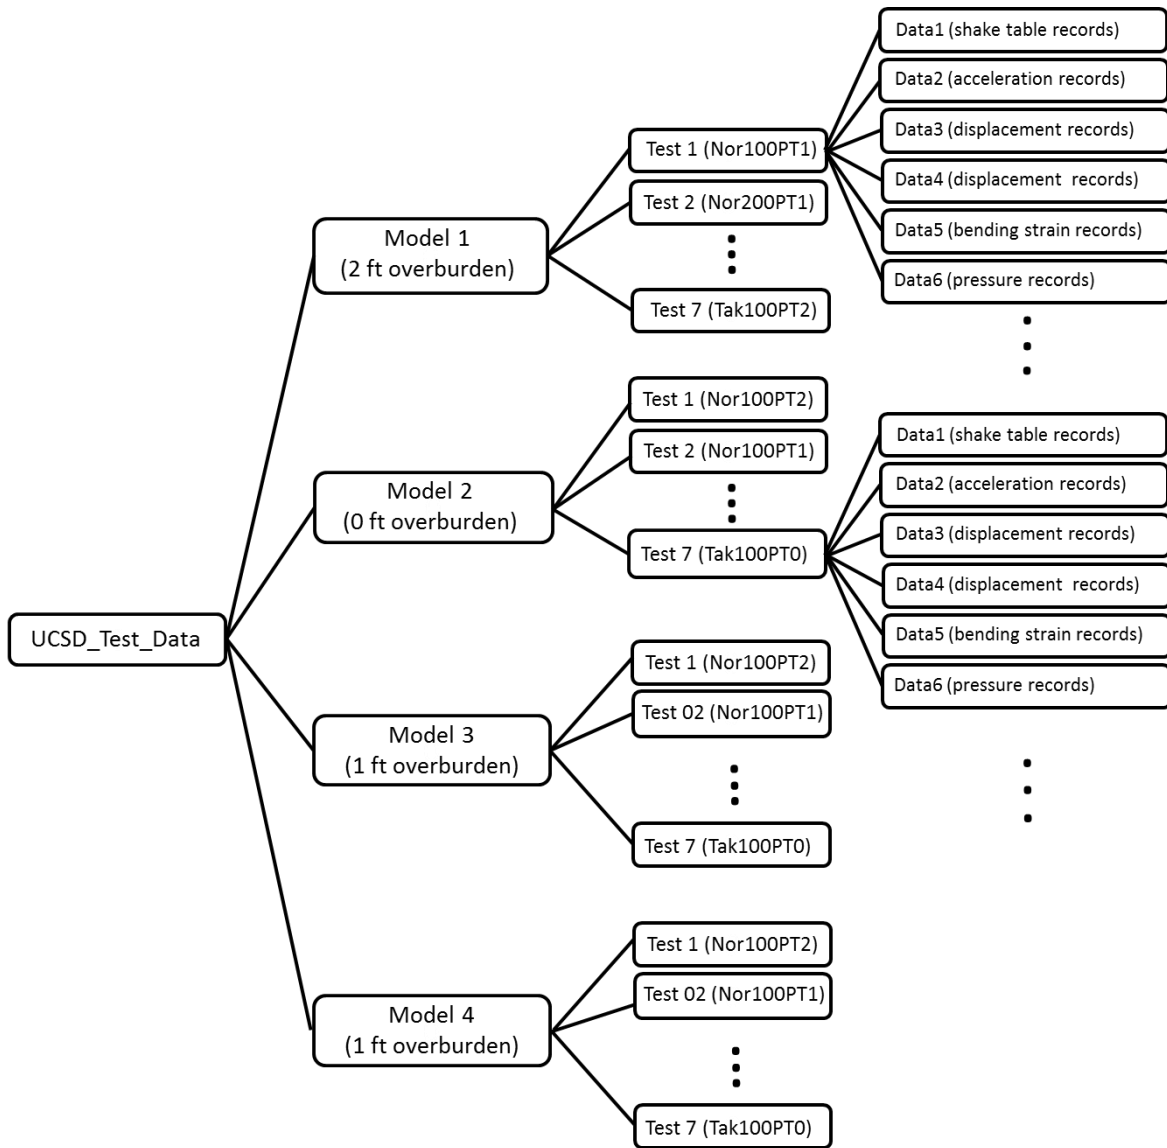 UCSD_Test_Data
Model 1
(2 ft overburden)
Test 1 (Nor100PT1)
Data1 (shake table records)
Data2 (acceleration records)
Data3 (displacement records)
Data4 (displacement  records)
Data5 (bending strain records)
Data6 (pressure records)
Test 2 (Nor200PT1)
Test 7 (Tak100PT2)
Model 2
(0 ft overburden)
Test 1 (Nor100PT2)
Test 2 (Nor100PT1)
Test 7 (Tak100PT0)
Data1 (shake table records)
Data2 (acceleration records)
Data3 (displacement records)
Data4 (displacement  records)
Data5 (bending strain records)
Data6 (pressure records)
Model 3
(1 ft overburden)
Test 1 (Nor100PT2)
Test 02 (Nor100PT1)
Test 7 (Tak100PT0)
Model 4
(1 ft overburden)
Test 1 (Nor100PT2)
Test 02 (Nor100PT1)
Test 7 (Tak100PT0)